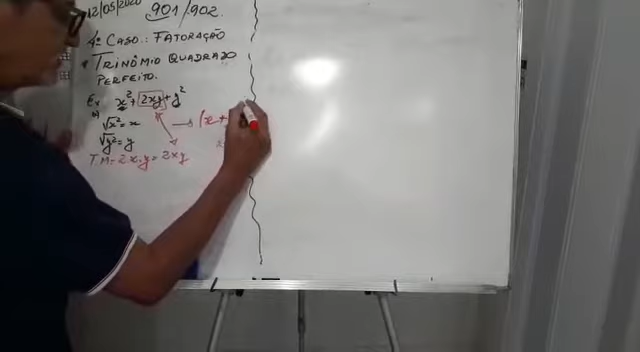 12/05/2020 901/902.
4º CASO.: FATORAÇÃO
* TRINÔMIO QUADRADO
PERFEITO.
Ex
a) x² + 2xy + y²
√x² = x → (x +
√y² = y
T.M = 2.x.y = 2xy